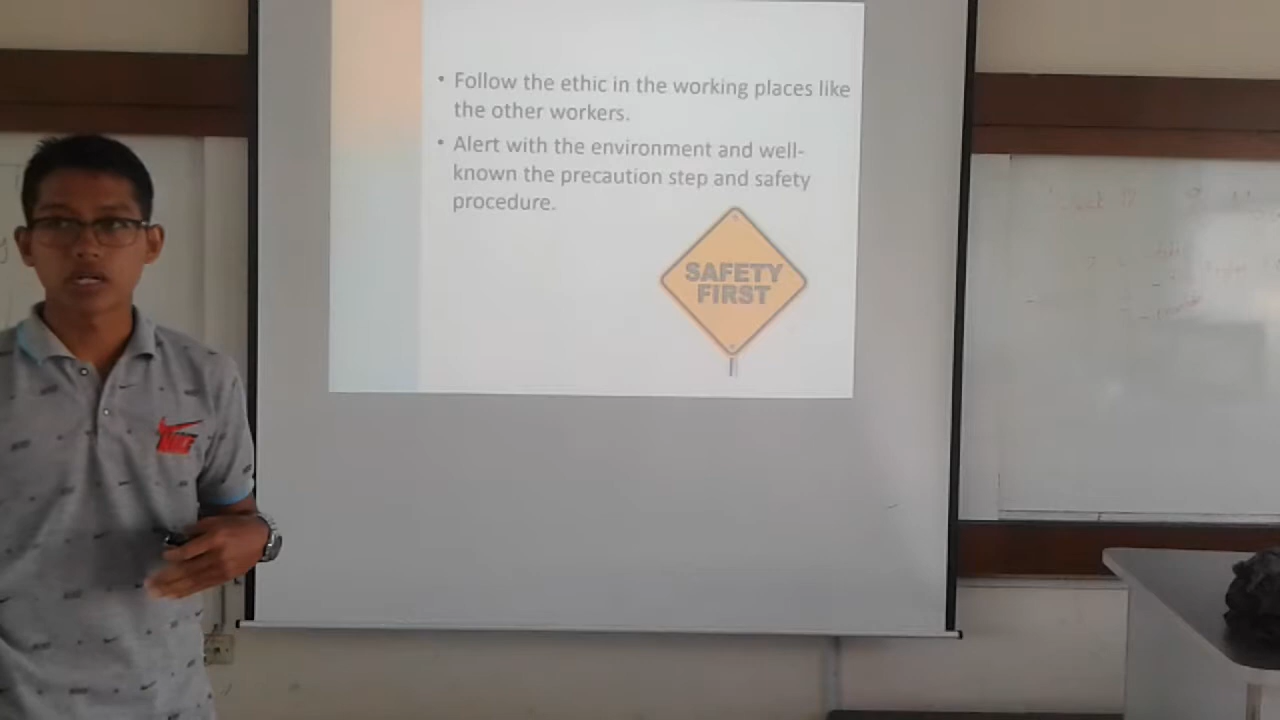 • Follow the ethic in the working places like
the other workers.
• Alert with the environment and well-
known the precaution step and safety
procedure.
SAFETY
FIRST
NIKE